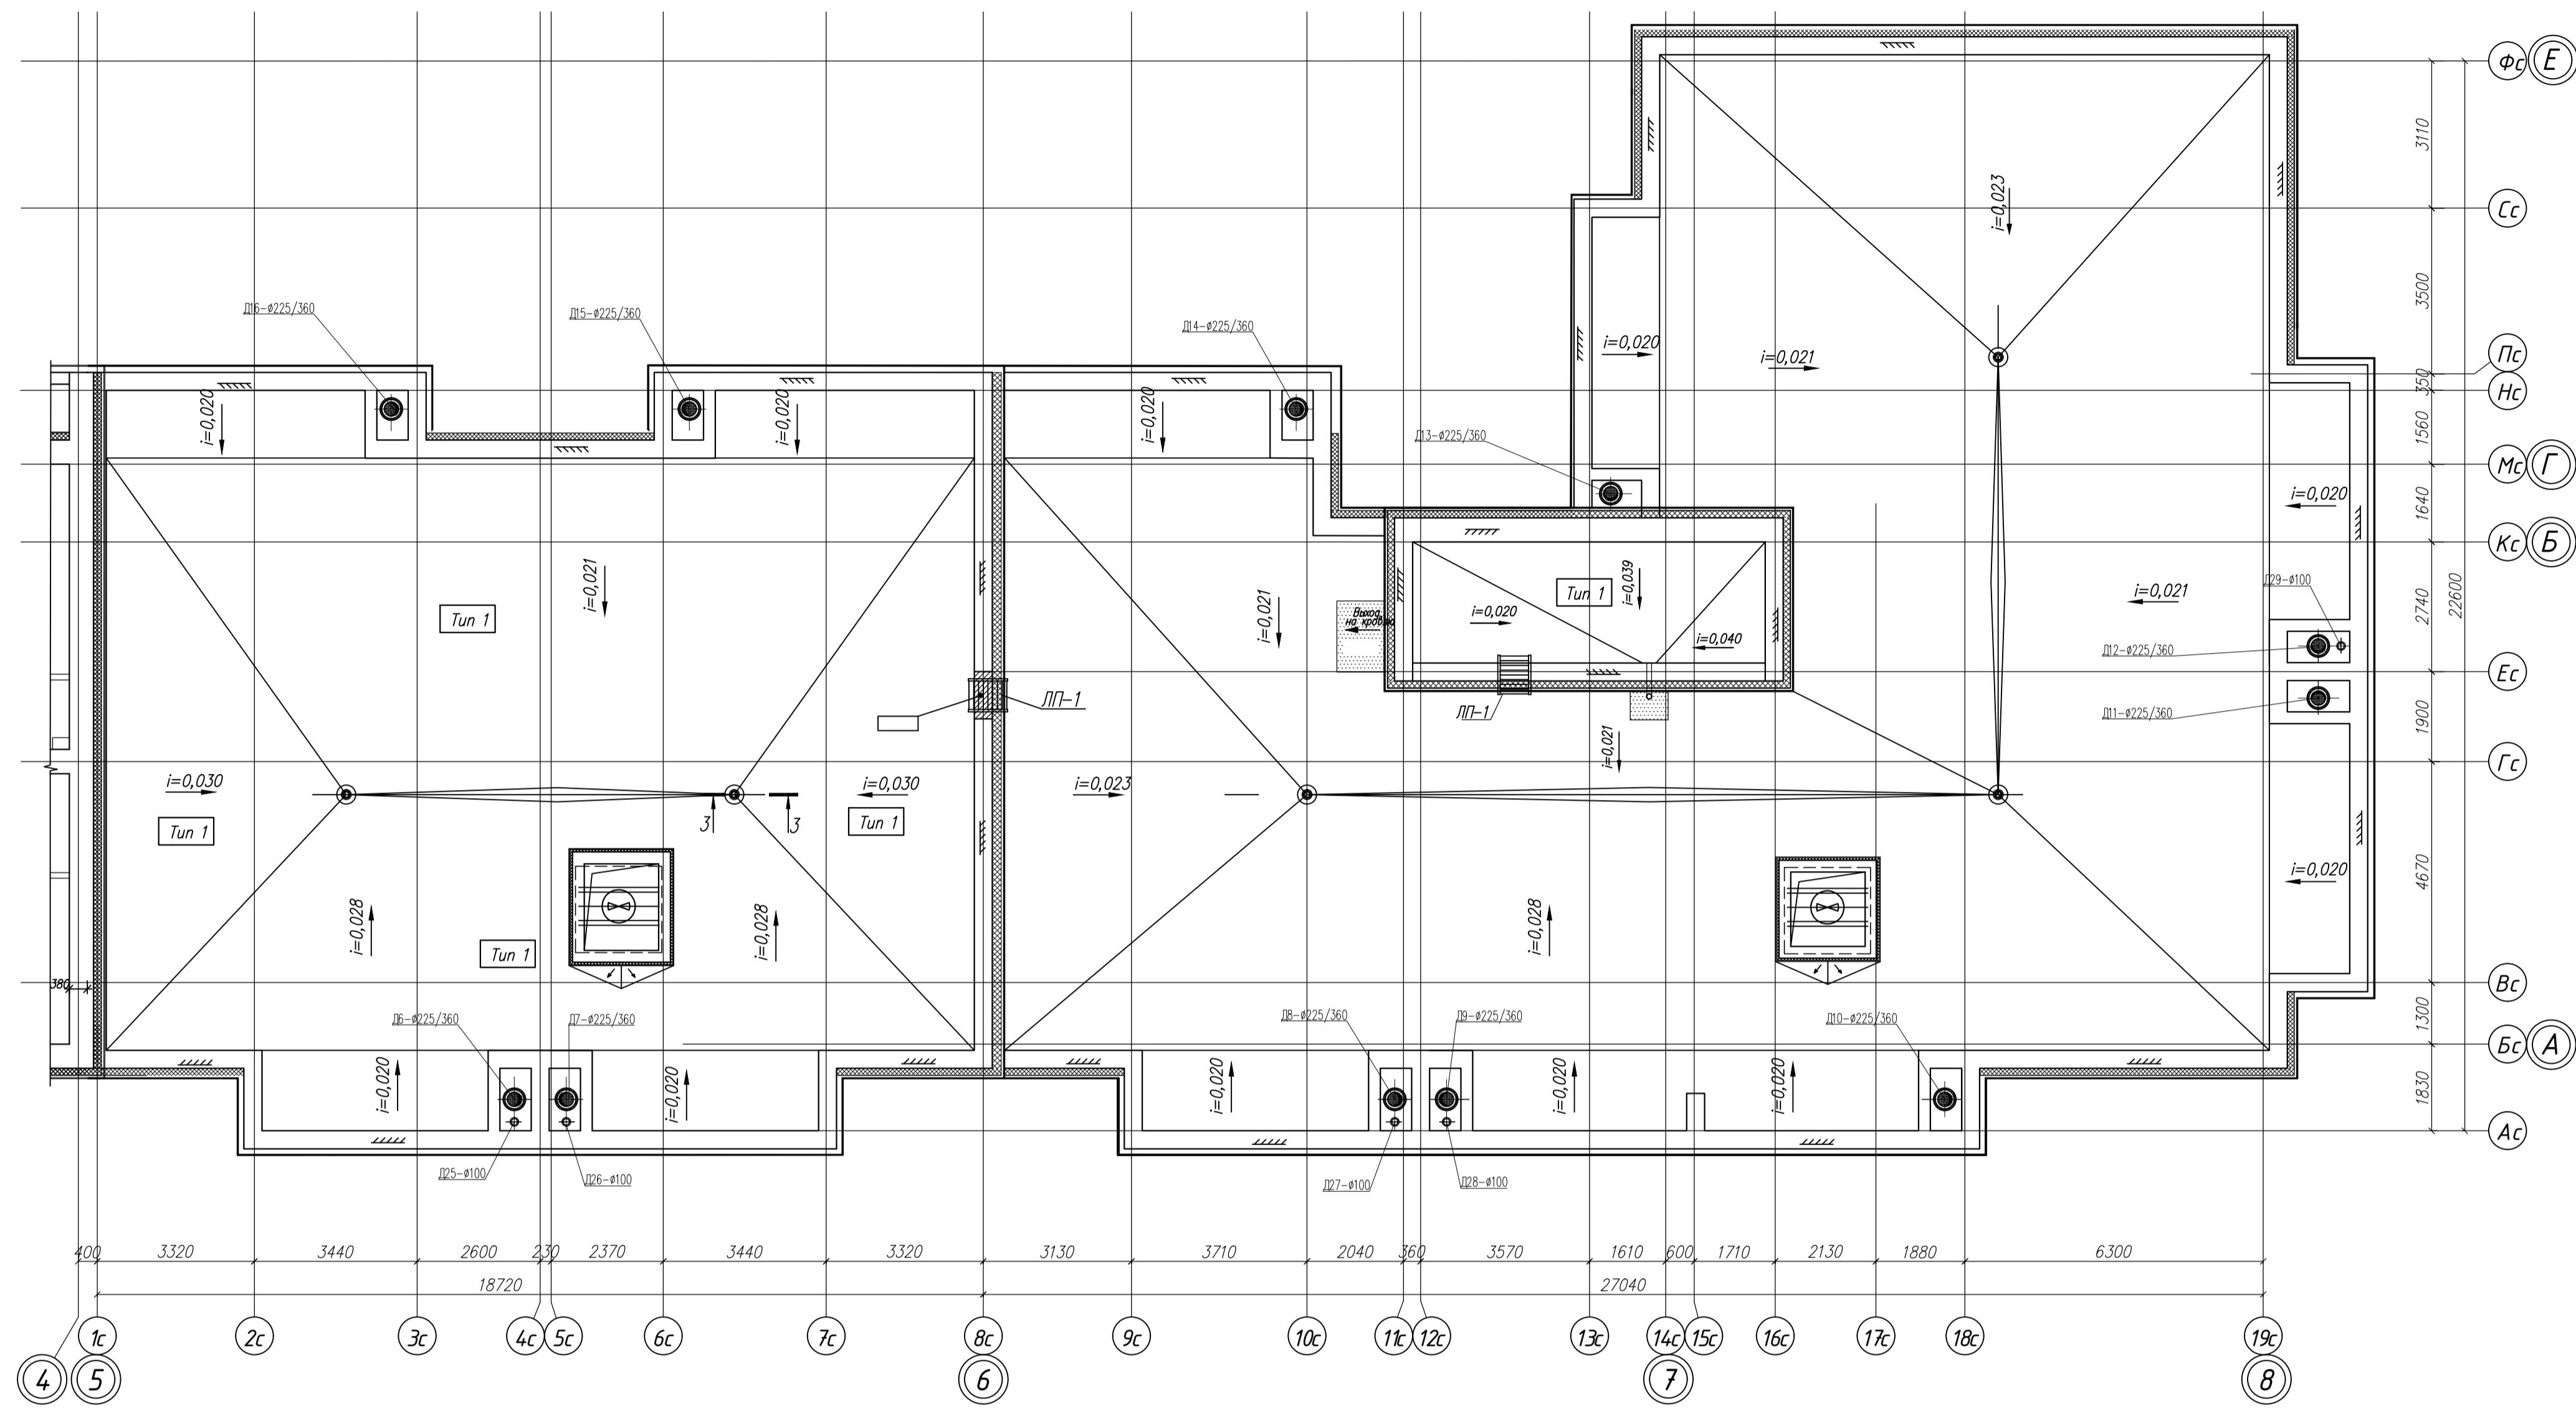 Фс Е
3110
i=0,023
Сс
Д16-ø225/360
Д15-ø225/360
Д14-ø225/360
3500
i=0,020
i=0,021
Пс
350
Нс
i=0,020
i=0,020
i=0,020
Д13-ø225/360
1560
Мс Г
i=0,020
1640
Кс Б
i=0,021
Тип 1
i=0,021
Выход
на кровлю
i=0,020
Тип 1
i=0,039
i=0,040
i=0,021
Д29-ø100
2740
22600
Д12-ø225/360
Ес
ЛП-1
ЛП-1
Д11-ø225/360
1900
i=0,021
Гс
i=0,030
i=0,030
i=0,023
3
3
Тип 1
Тип 1
i=0,020
4670
i=0,028
i=0,028
i=0,028
Тип 1
380
Вс
Д6-ø225/360
Д7-ø225/360
Д8-ø225/360
Д9-ø225/360
Д10-ø225/360
1300
Бс А
i=0,020
i=0,020
i=0,020
i=0,020
i=0,020
1830
Ас
Д25-ø100
Д26-ø100
Д27-ø100
Д28-ø100
400 3320 3440 2600 230 2370 3440 3320 3130 3710 2040 360 3570 1610 600 1710 2130 1880 6300
18720 27040
1с 2с 3с 4с 5с 6с 7с 8с 9с 10с 11с 12с 13с 14с 15с 16с 17с 18с 19с
4 5 6 7 8